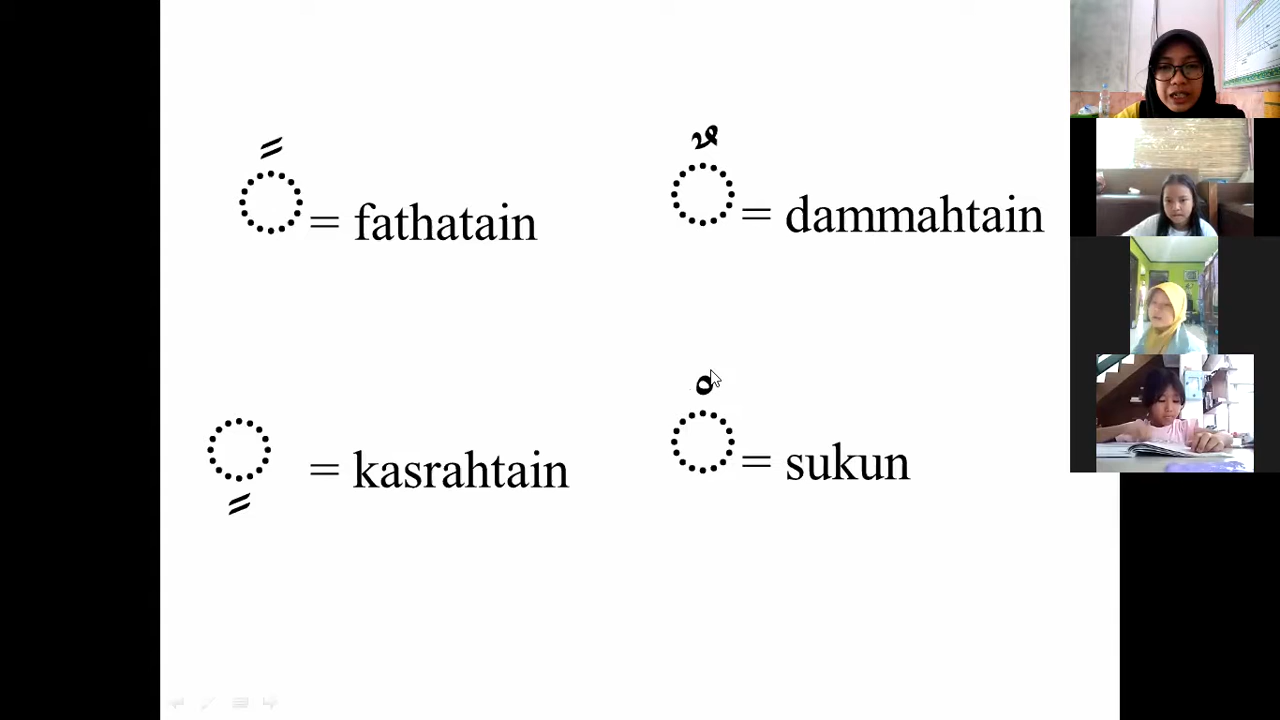 ً = fathatain
ٌ = dammahtain
ٍ = kasrahtain
ْ = sukun